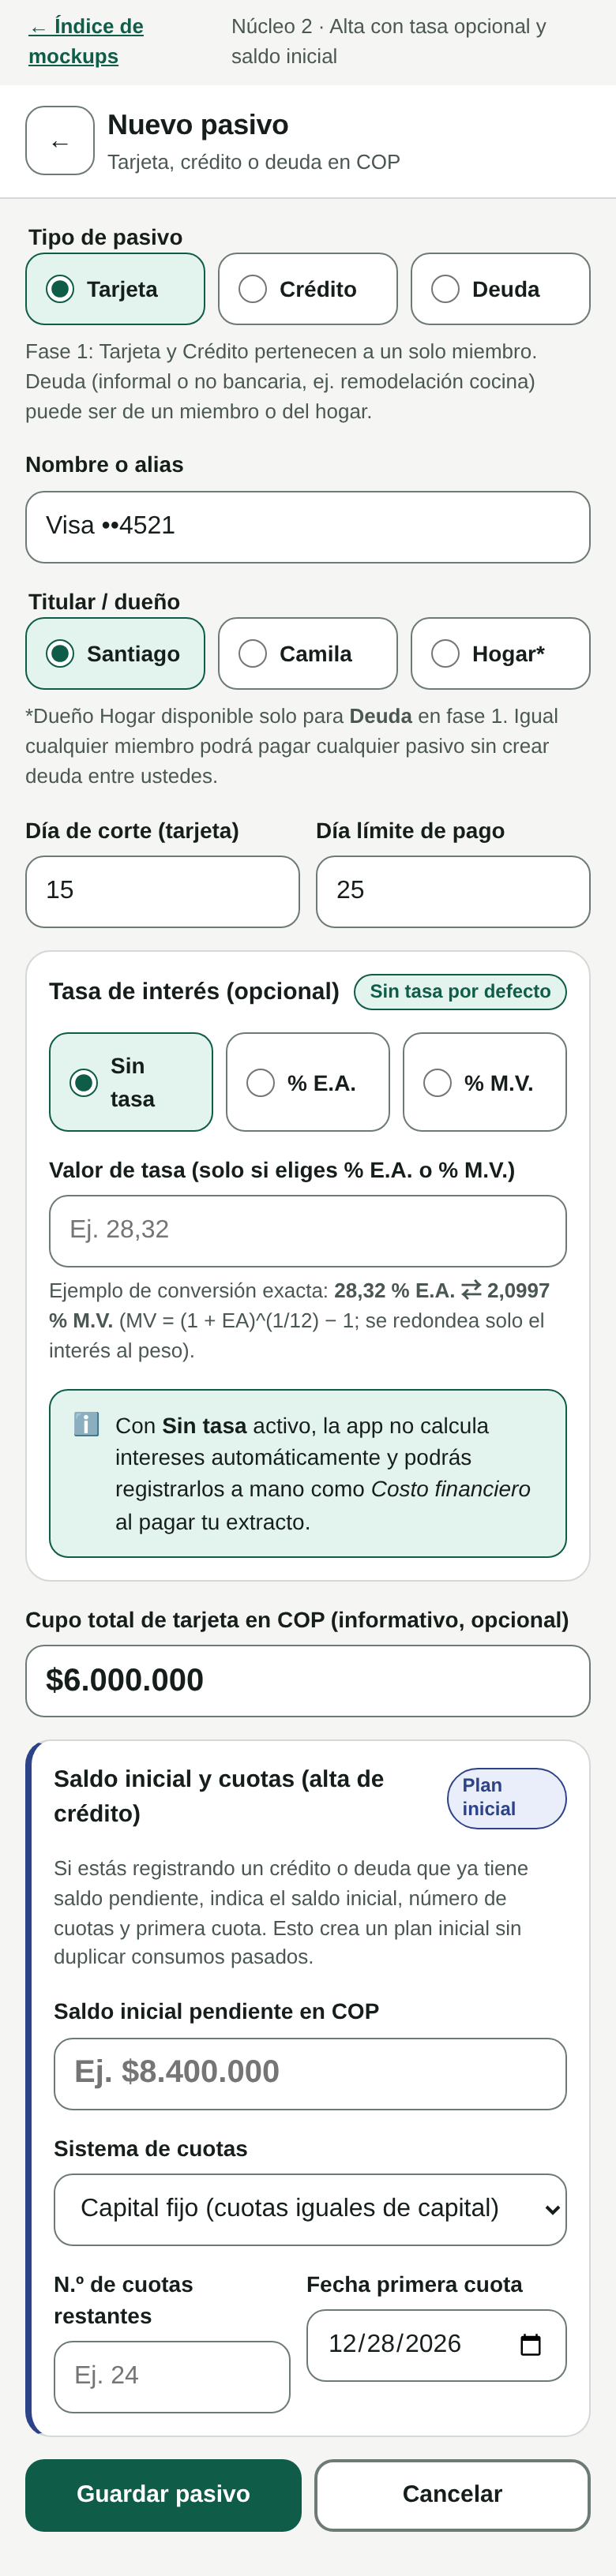 ← Índice de
mockups
Núcleo 2 · Alta con tasa opcional y
saldo inicial
←
Nuevo pasivo
Tarjeta, crédito o deuda en COP
Tipo de pasivo
Tarjeta
Crédito
Deuda
Fase 1: Tarjeta y Crédito pertenecen a un solo miembro.
Deuda (informal o no bancaria, ej. remodelación cocina)
puede ser de un miembro o del hogar.
Nombre o alias
Visa ••4521
Titular / dueño
Santiago
Camila
Hogar*
*Dueño Hogar disponible solo para Deuda en fase 1. Igual
cualquier miembro podrá pagar cualquier pasivo sin crear
deuda entre ustedes.
Día de corte (tarjeta)
Día límite de pago
15
25
Tasa de interés (opcional)
Sin tasa por defecto
Sin
tasa
% E.A.
% M.V.
Valor de tasa (solo si eliges % E.A. o % M.V.)
Ej. 28,32
Ejemplo de conversión exacta: 28,32 % E.A. ⇄ 2,0997
% M.V. (MV = (1 + EA)^(1/12) − 1; se redondea solo el
interés al peso).
ℹ️ Con Sin tasa activo, la app no calcula
intereses automáticamente y podrás
registrarlos a mano como Costo financiero
al pagar tu extracto.
Cupo total de tarjeta en COP (informativo, opcional)
$6.000.000
Saldo inicial y cuotas (alta de
crédito)
Plan
inicial
Si estás registrando un crédito o deuda que ya tiene
saldo pendiente, indica el saldo inicial, número de
cuotas y primera cuota. Esto crea un plan inicial sin
duplicar consumos pasados.
Saldo inicial pendiente en COP
Ej. $8.400.000
Sistema de cuotas
Capital fijo (cuotas iguales de capital)
N.º de cuotas
restantes
Fecha primera cuota
Ej. 24
12/28/2026
Guardar pasivo
Cancelar